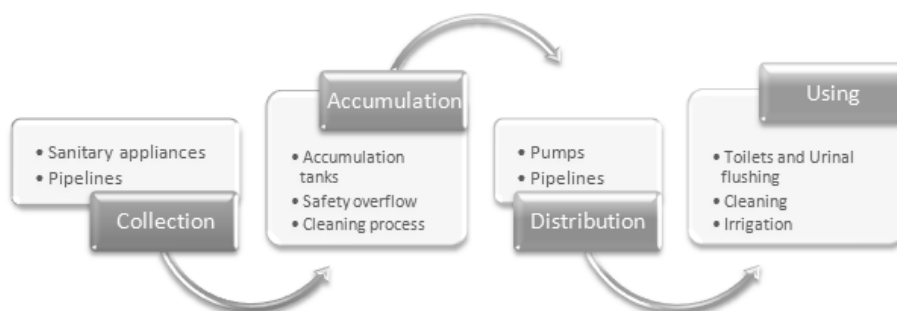 • Sanitary appliances
• Pipelines
Collection
Accumulation
• Accumulation
tanks
• Safety overflow
• Cleaning process
• Pumps
• Pipelines
Distribution
Using
• Toilets and Urinal
flushing
• Cleaning
• Irrigation